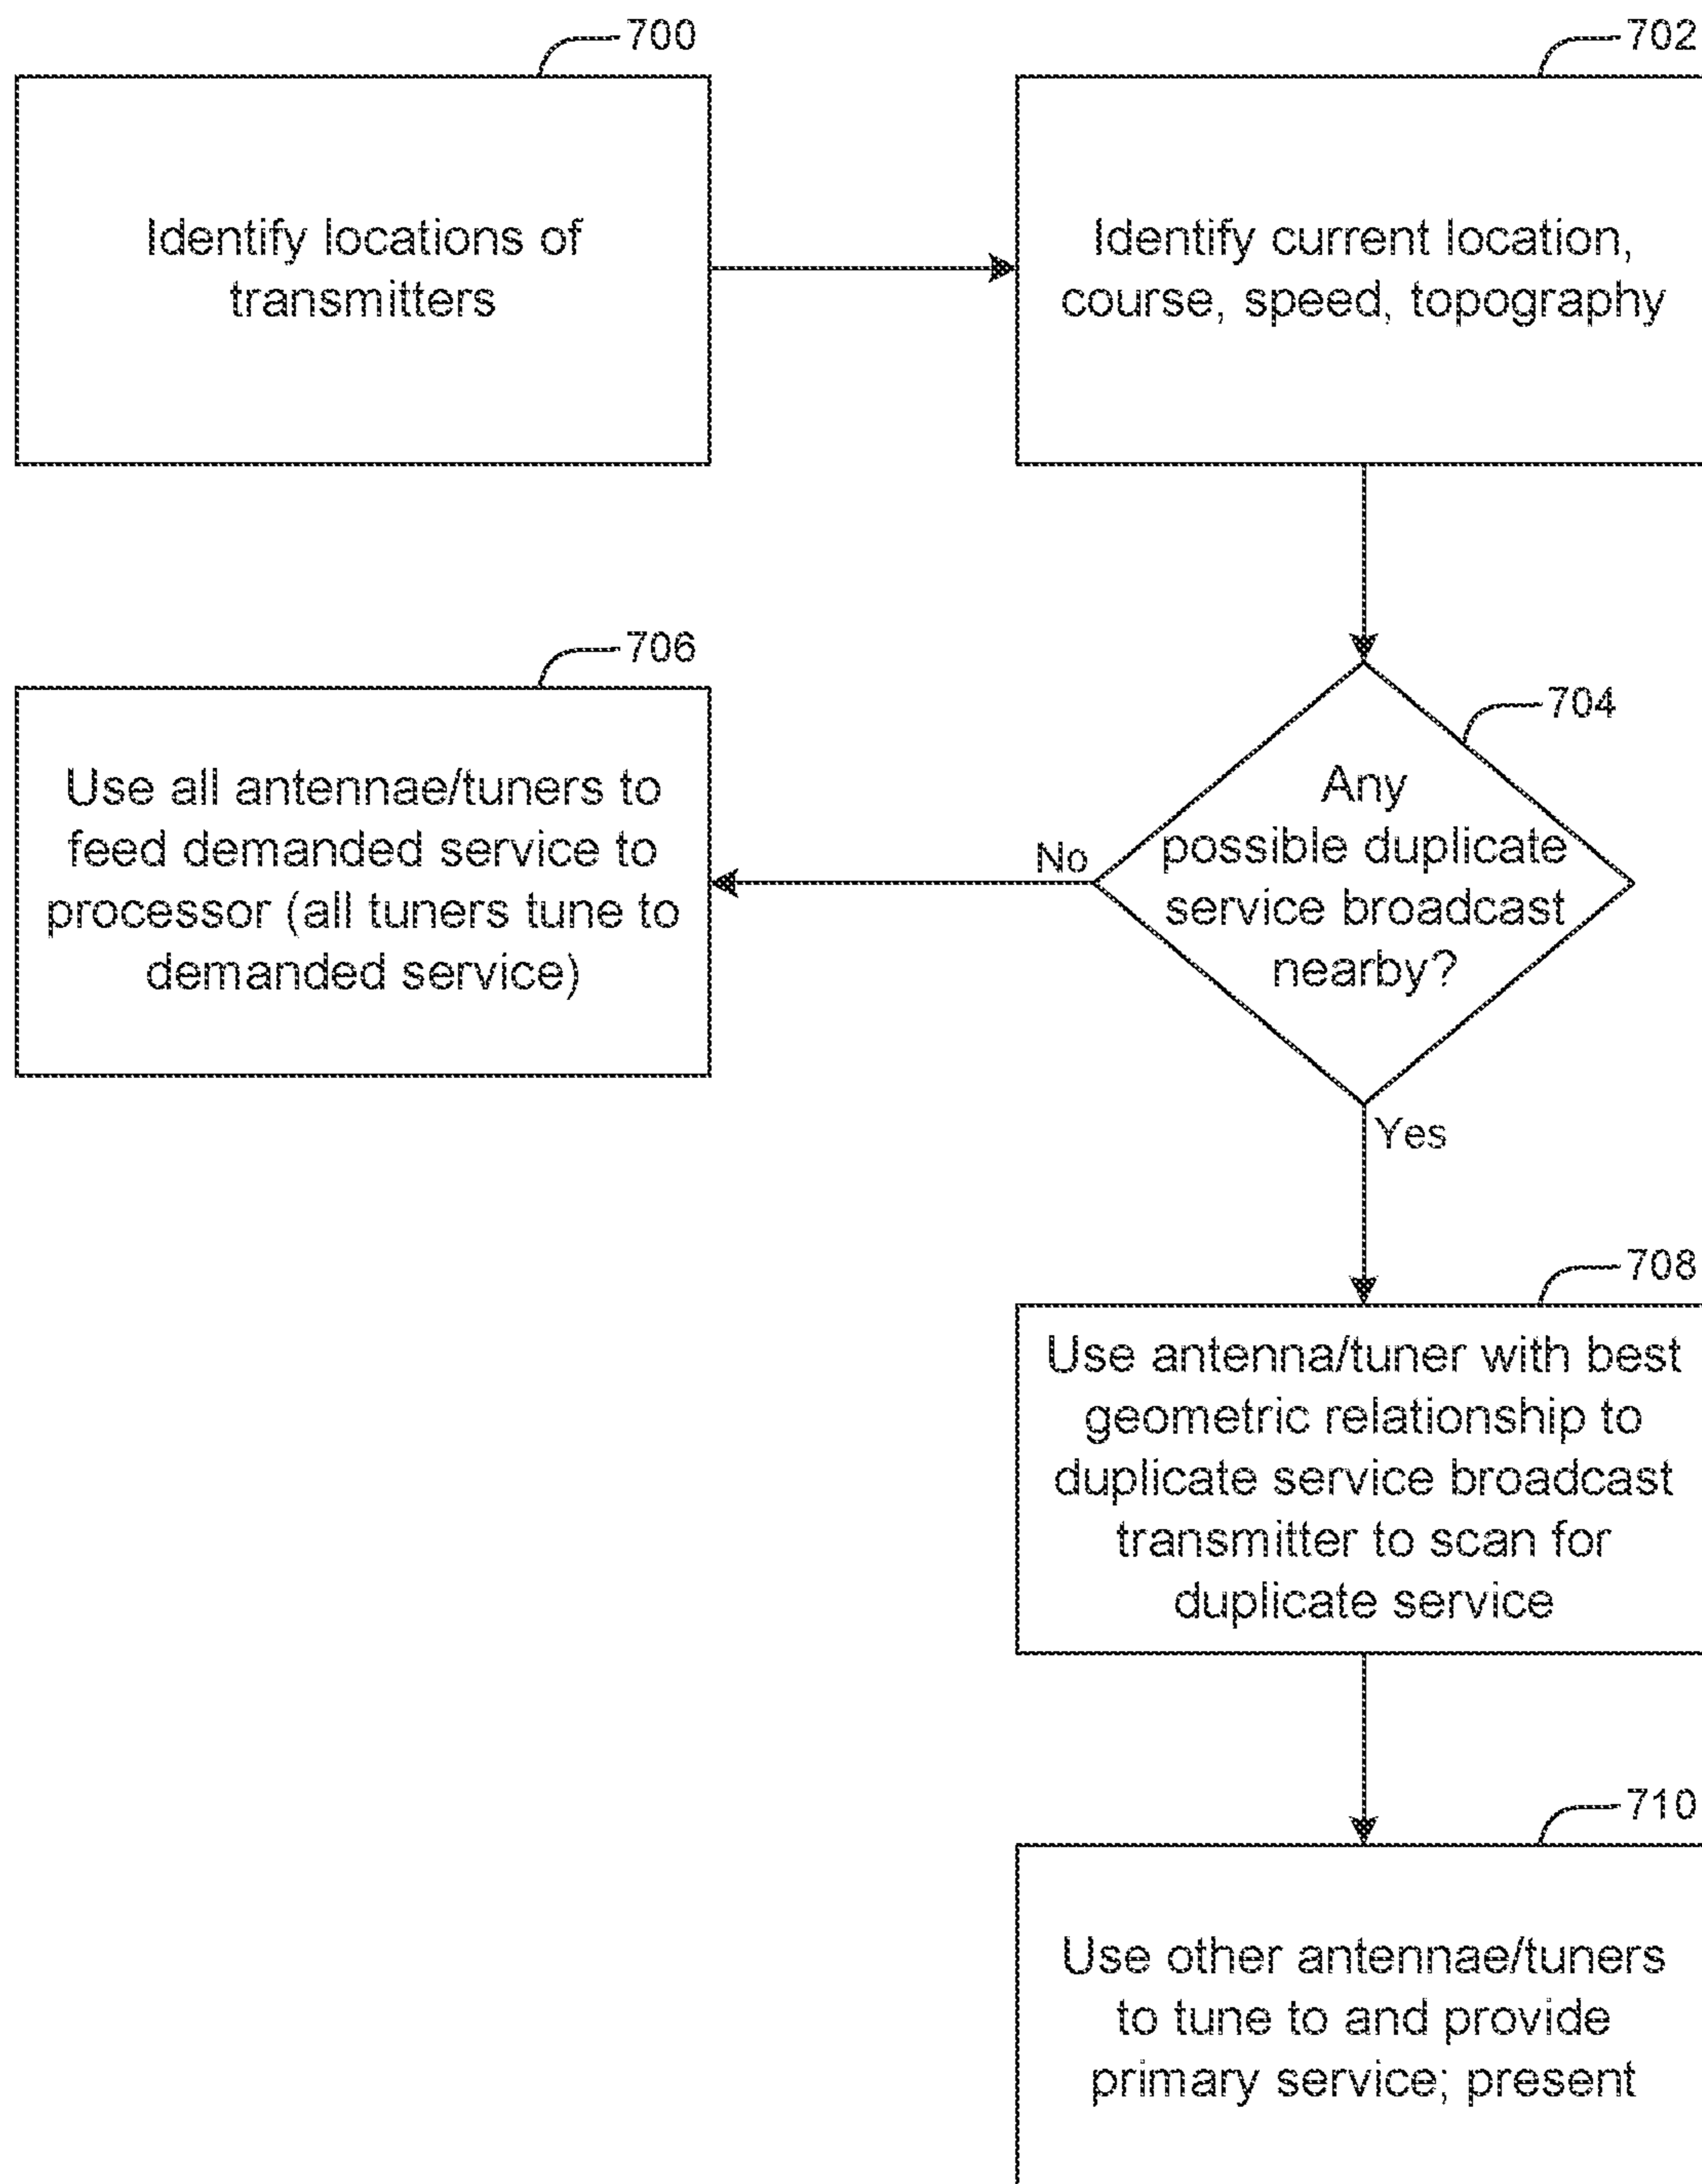 700
Identify locations of
transmitters
702
Identify current location,
course, speed, topography
704
Any
possible duplicate
service broadcast
nearby?
No
Yes
706
Use all antennae/tuners to
feed demanded service to
processor (all tuners tune to
demanded service)
708
Use antenna/tuner with best
geometric relationship to
duplicate service broadcast
transmitter to scan for
duplicate service
710
Use other antennae/tuners
to tune to and provide
primary service; present